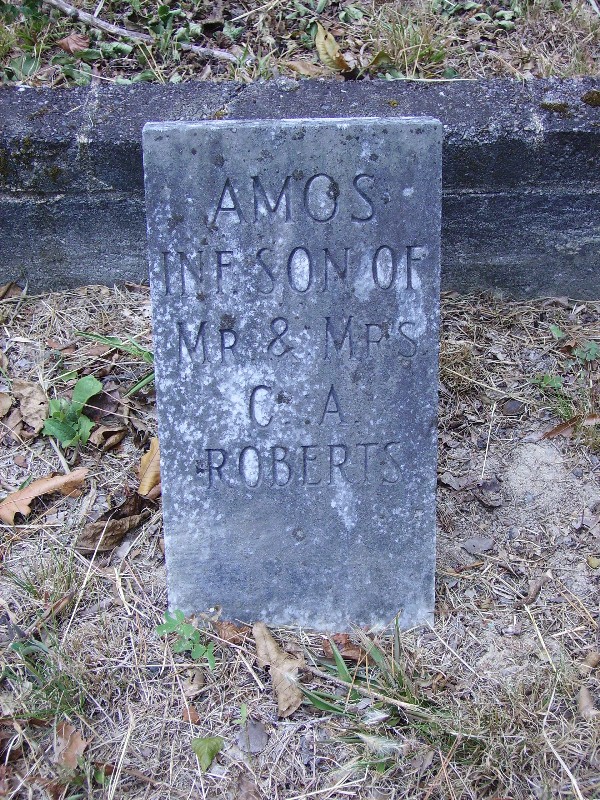 AMOS
INF. SON OF
MR. & MRS.
C. A.
ROBERTS